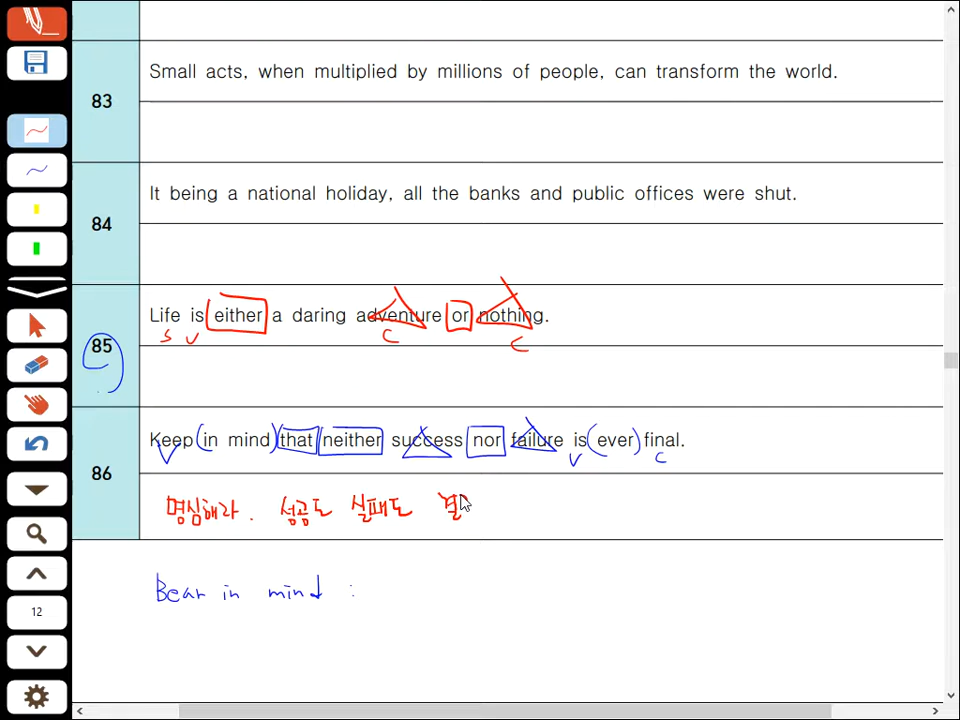 83
Small acts, when multiplied by millions of people, can transform the world.
84
It being a national holiday, all the banks and public offices were shut.
85
Life is either a daring adventure or nothing.
S V C C
86
Keep (in mind) that neither success nor failure is (ever) final.
V V C
명심해라. 성공도 실패도
Bear in mind :
12